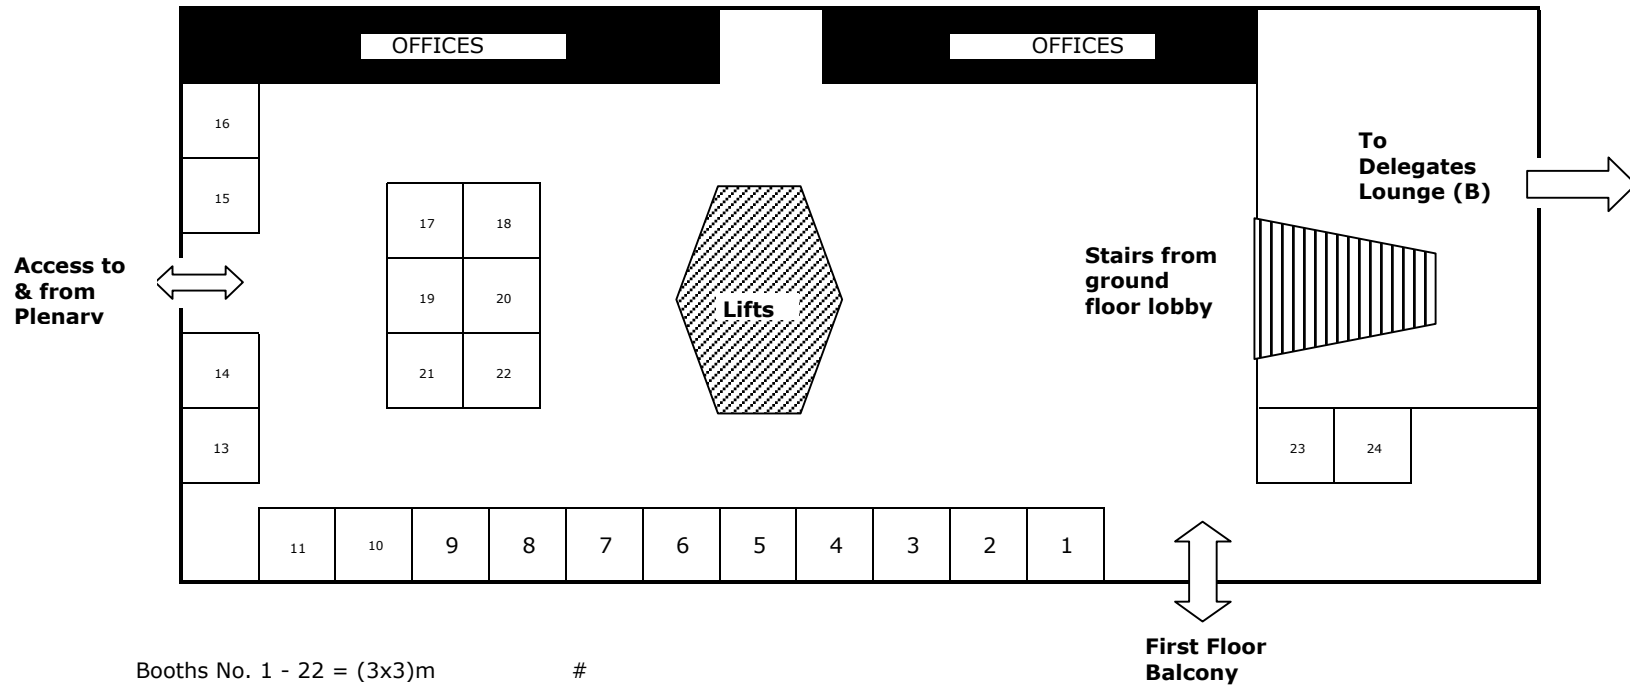 OFFICES
OFFICES
16
15
To
Delegates
Lounge (B)
17
18
Access to
& from
Plenarv
19
20
Lifts
Stairs from
ground
floor lobby
14
21
22
13
23
24
11
10
9
8
7
6
5
4
3
2
1
First Floor
Balcony
Booths No. 1 - 22 = (3x3)m
#